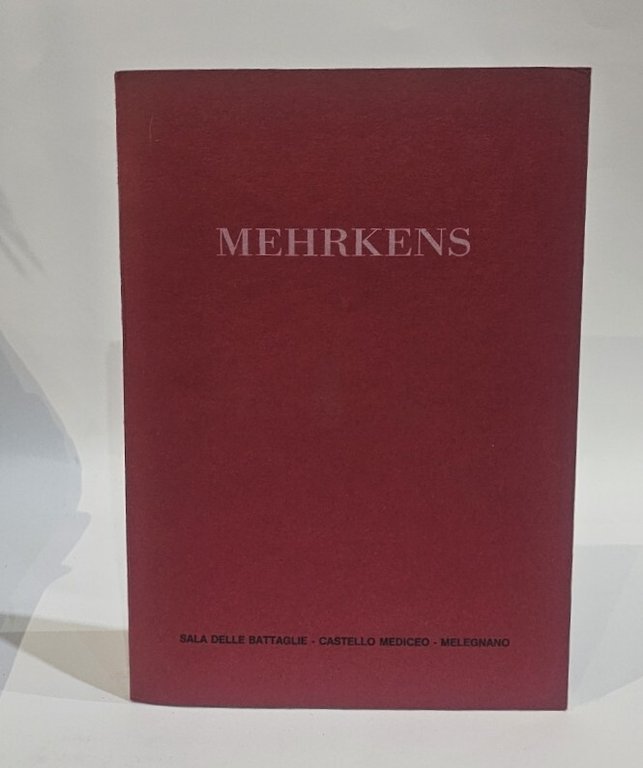 MEHRKENS
SALA DELLE BATTAGLIE - CASTELLO MEDICEO - MELEGNANO